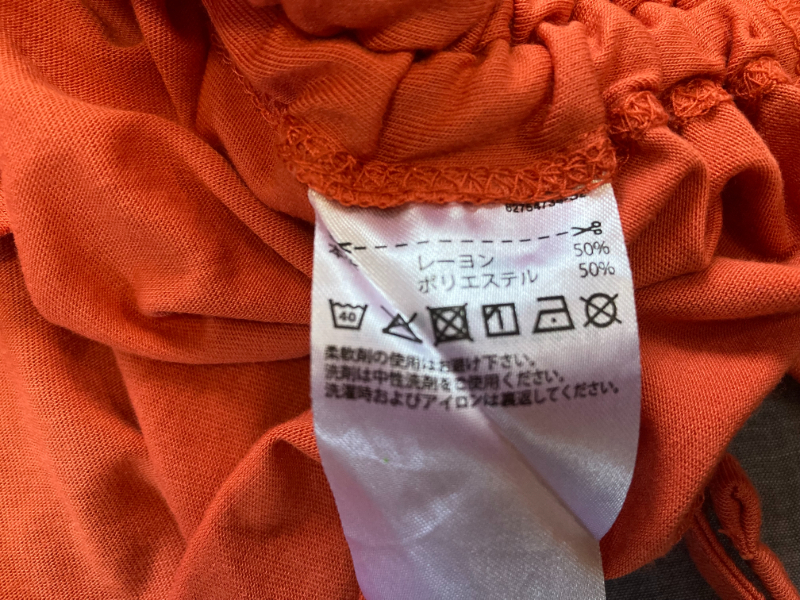 レーヨン 50%
ポリエステル 50%
40
柔軟剤の使用はお避け下さい。
洗剤は中性洗剤をご使用ください。
洗濯時およびアイロンは裏返してください。